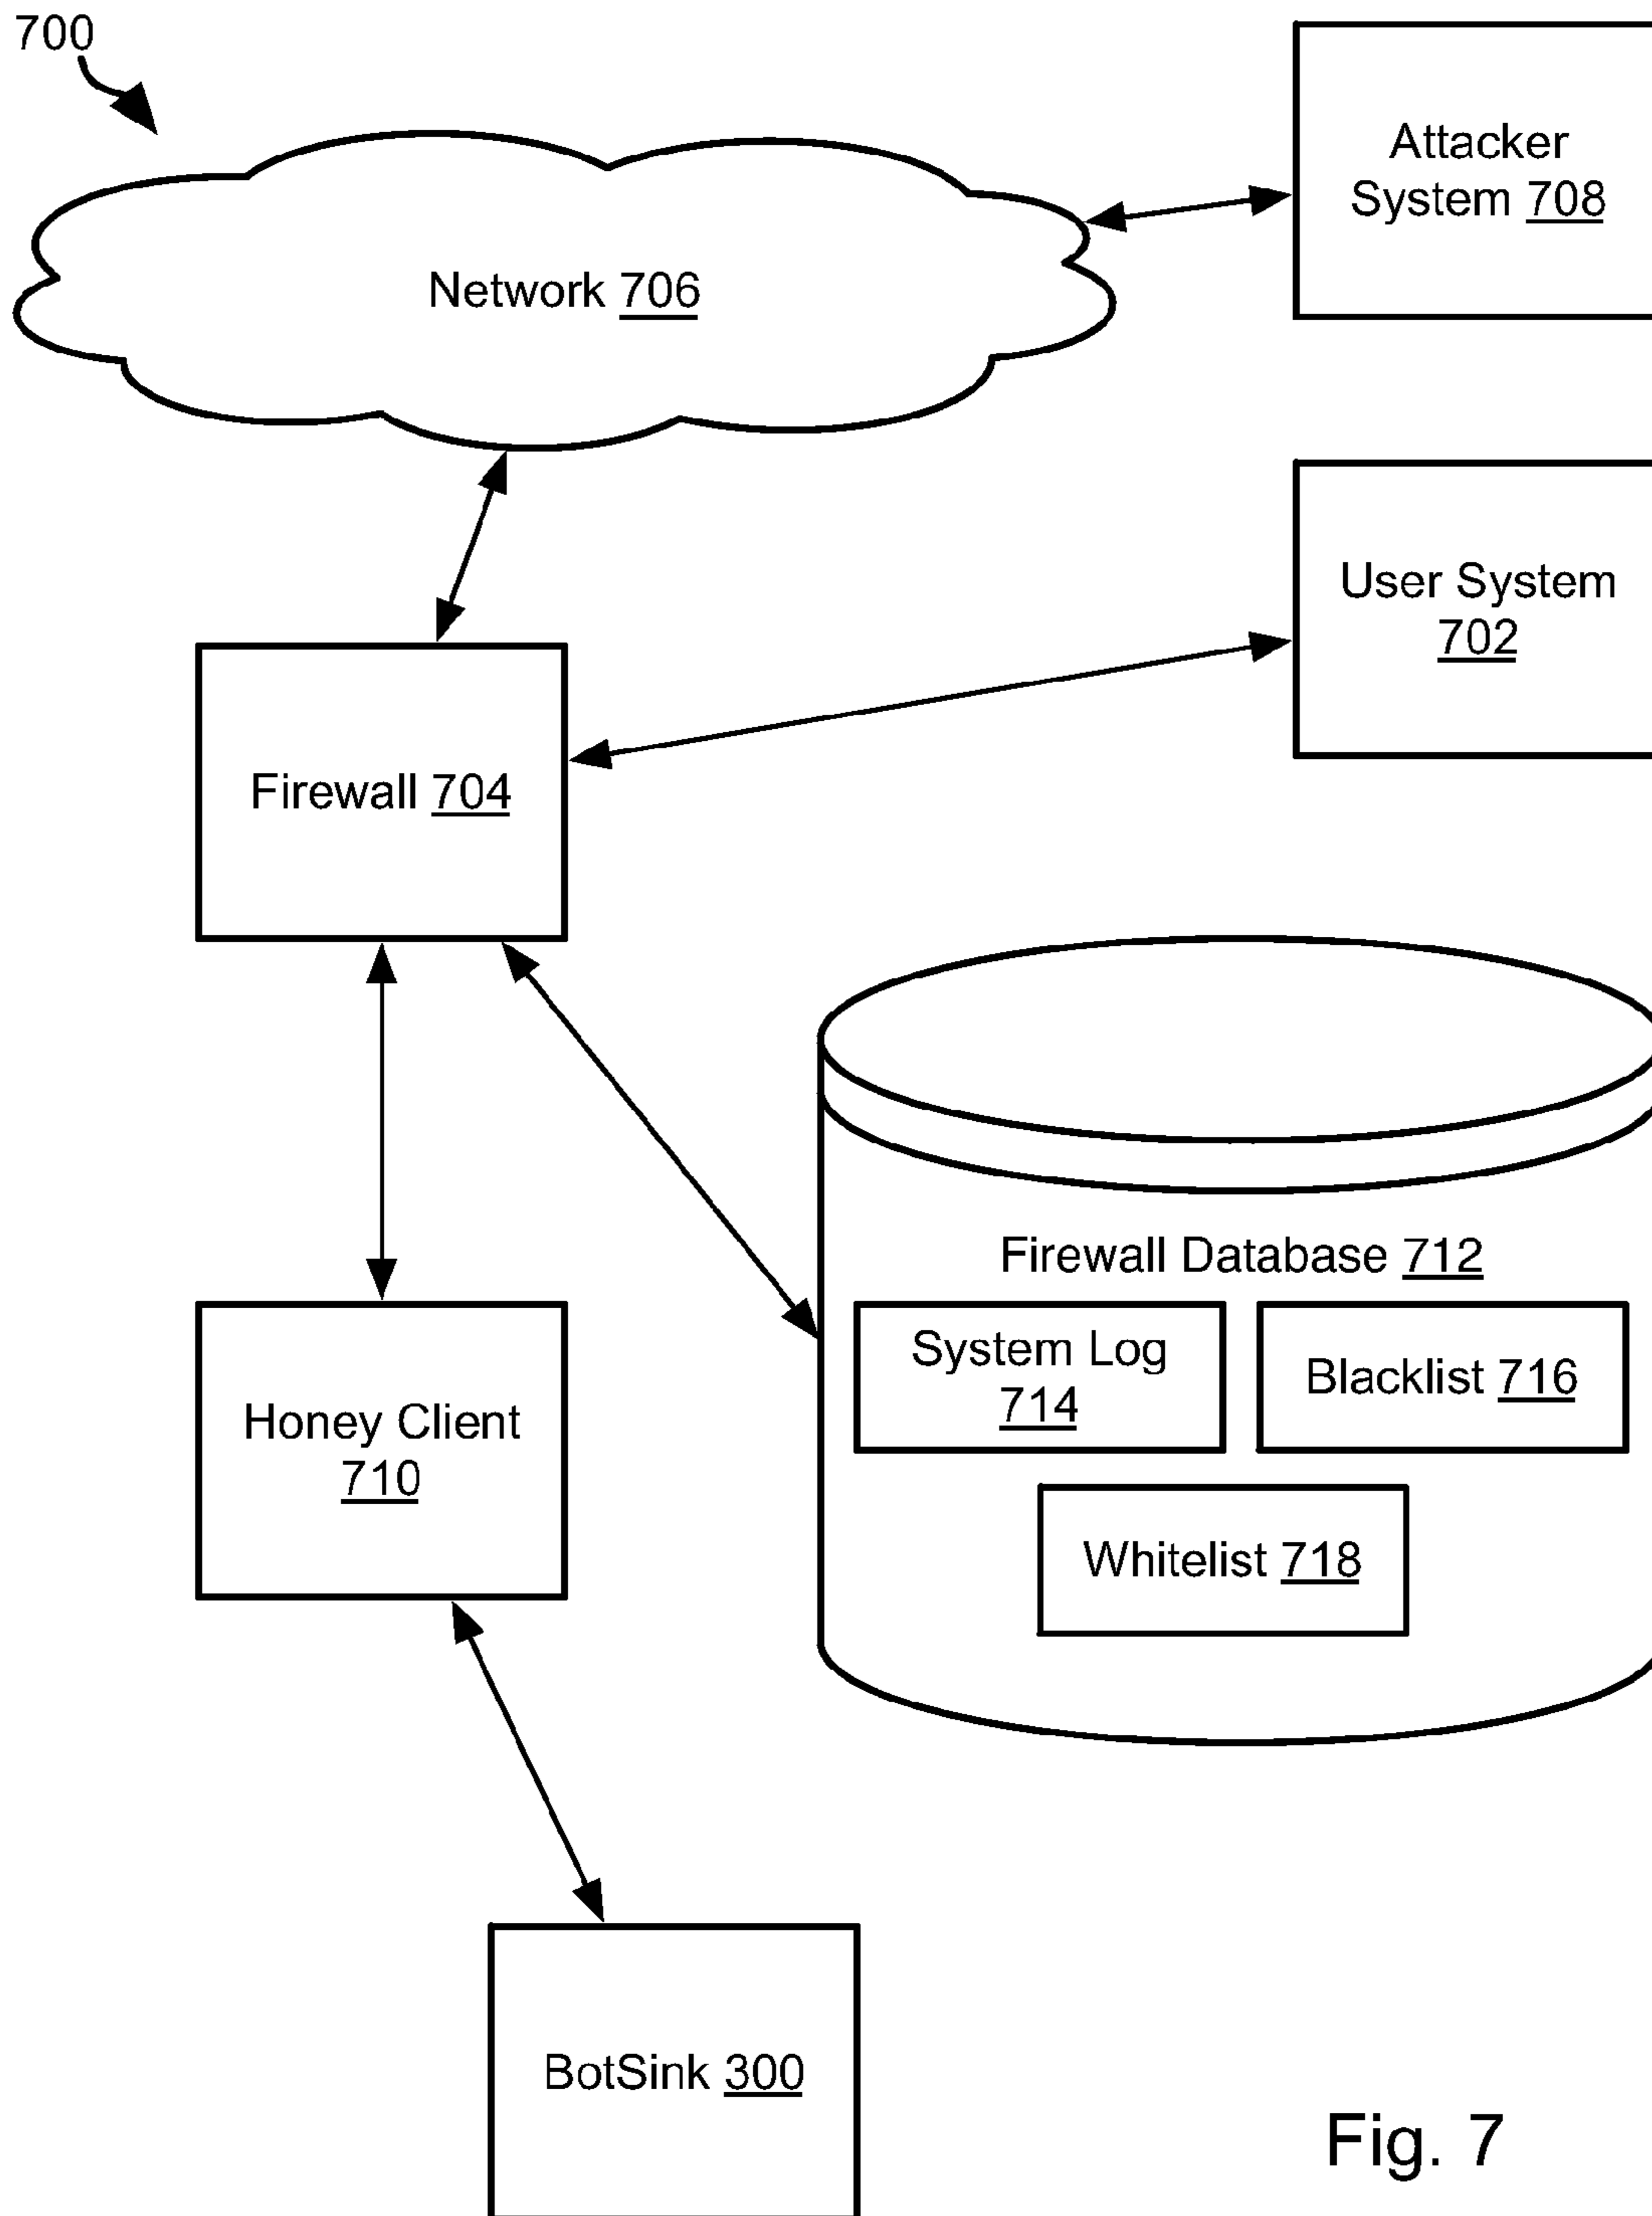 700
Attacker
System 708
Network 706
User System
702
Firewall 704
Firewall Database 712
System Log
714
Blacklist 716
Honey Client
710
Whitelist 718
BotSink 300
Fig. 7